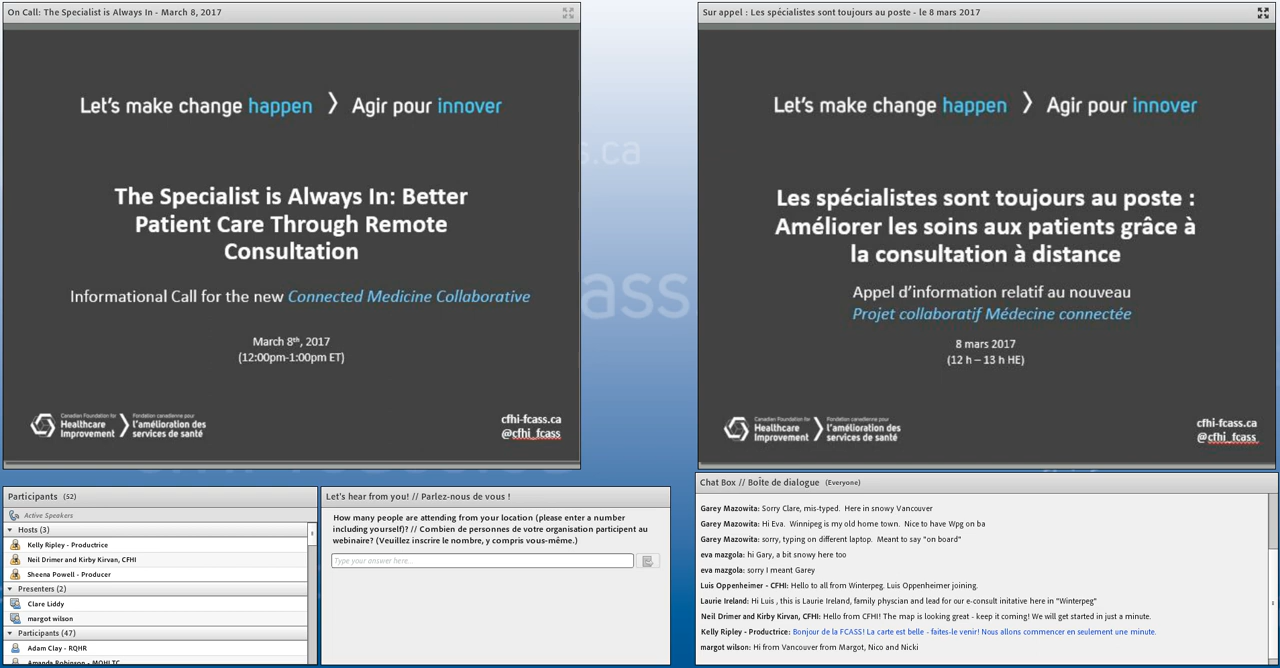 On Call: The Specialist is Always In - March 8, 2017
Let's make change happen > Agir pour innover
The Specialist is Always In: Better
Patient Care Through Remote
Consultation
Informational Call for the new Connected Medicine Collaborative
March 8th, 2017
(12:00pm-1:00pm ET)
Canadian Foundation for
Healthcare
Improvement
Fondation canadienne pour
l'amélioration des
services de santé
cfhi-fcass.ca
@cfhi_fcass
Sur appel : Les spécialistes sont toujours au poste - le 8 mars 2017
Let's make change happen > Agir pour innover
Les spécialistes sont toujours au poste :
Améliorer les soins aux patients grâce à
la consultation à distance
Appel d'information relatif au nouveau
Projet collaboratif Médecine connectée
8 mars 2017
(12 h – 13 h HE)
Canadian Foundation for
Healthcare
Improvement
Fondation canadienne pour
l'amélioration des
services de santé
cfhi-fcass.ca
@cfhi_fcass
s.ca
ass
Participants (52)
Active Speakers
Hosts (3)
Kelly Ripley - Productrice
Neil Drimer and Kirby Kirvan, CFHI
Sheena Powell - Producer
Presenters (2)
Clare Liddy
margot wilson
Participants (47)
Adam Clay - RQHR
Amanda Robinson - MOHLTC
Let's hear from you! // Parlez-nous de vous !
How many people are attending from your location (please enter a number
including yourself)? // Combien de personnes de votre organisation participent au
webinaire? (Veuillez inscrire le nombre, y compris vous-même.)
Type your answer here...
Chat Box // Boîte de dialogue (Everyone)
Garey Mazowita: Sorry Clare, mis-typed. Here in snowy Vancouver
Garey Mazowita: Hi Eva. Winnipeg is my old home town. Nice to have Wpg on ba
Garey Mazowita: sorry, typing on different laptop. Meant to say "on board"
eva mazgola: hi Gary, a bit snowy here too
eva mazgola: sorry I meant Garey
Luis Oppenheimer - CFHI: Hello to all from Winterpeg. Luis Oppenheimer joining.
Laurie Ireland: Hi Luis , this is Laurie Ireland, family physcian and lead for our e-consult initative here in "Winterpeg"
Neil Drimer and Kirby Kirvan, CFHI: Hello from CFHI! The map is looking great - keep it coming! We will get started in just a minute.
Kelly Ripley - Productrice: Bonjour de la FCASS! La carte est belle - faites-le venir! Nous allons commencer en seulement une minute.
margot wilson: Hi from Vancouver from Margot, Nico and Nicki